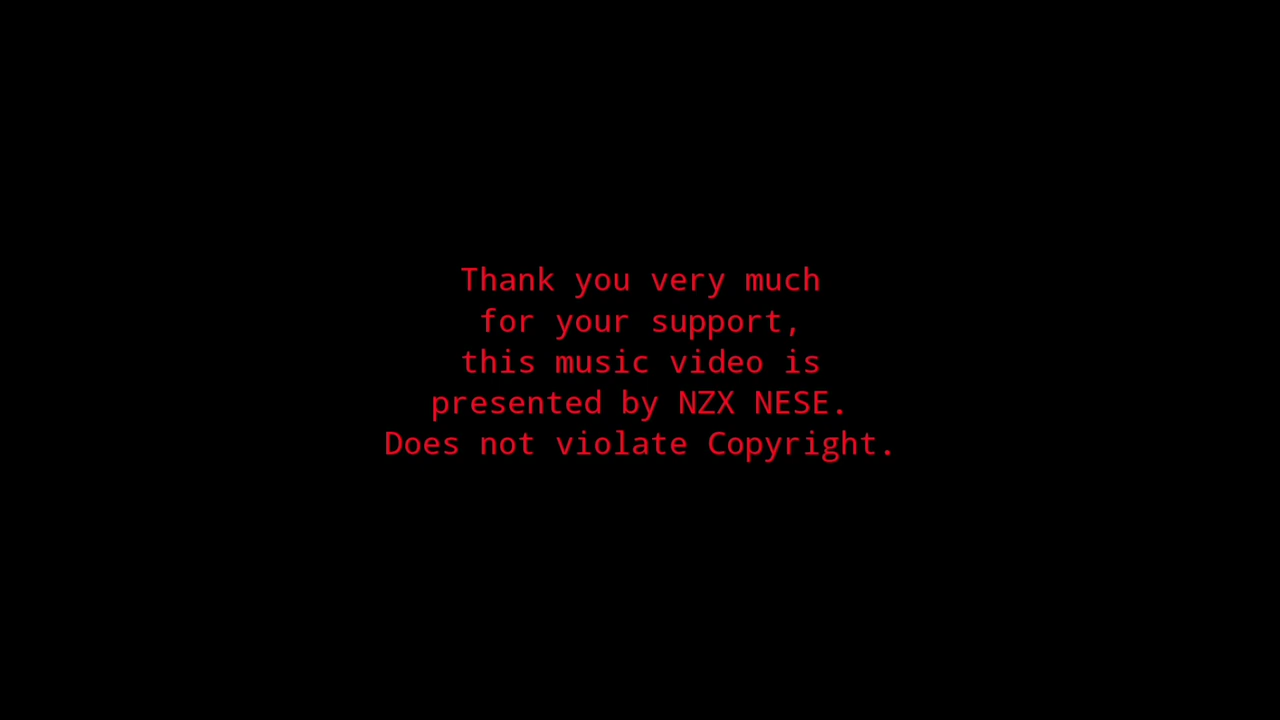 Thank you very much
for your support,
this music video is
presented by NZX NESE.
Does not violate Copyright.